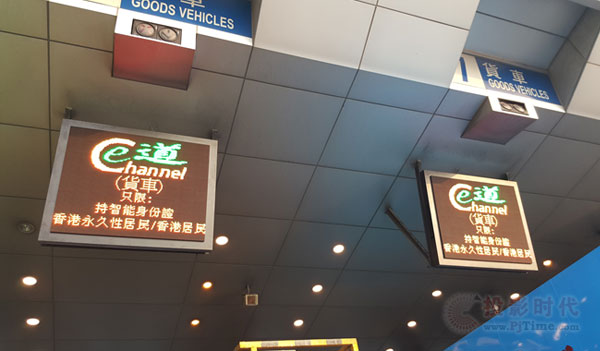 車
GOODS VEHICLES
貨車
GOODS VEHICLES
e道
Channel
(貨車)
只限:
持智能身份證
香港永久性居民/香港居民
e道
Channel
(貨車)
只限:
持智能身份證
香港永久性居民/香港居民
投影时代
www.PjTime.com